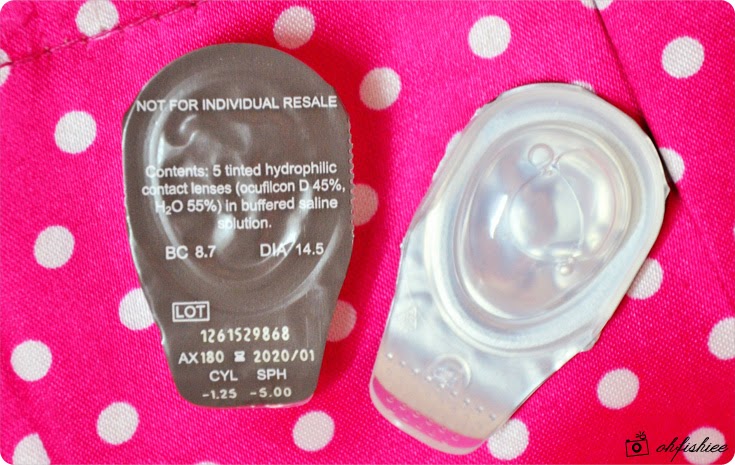 NOT FOR INDIVIDUAL RESALE
Contents: 5 tinted hydrophilic
contact lenses (ocufilcon D 45%,
H₂O 55%) in buffered saline
solution.
BC 8.7 DIA 14.5
LOT
1261529868
AX180 ⌛ 2020/01
CYL SPH
-1.25 -5.00
ohfishiee